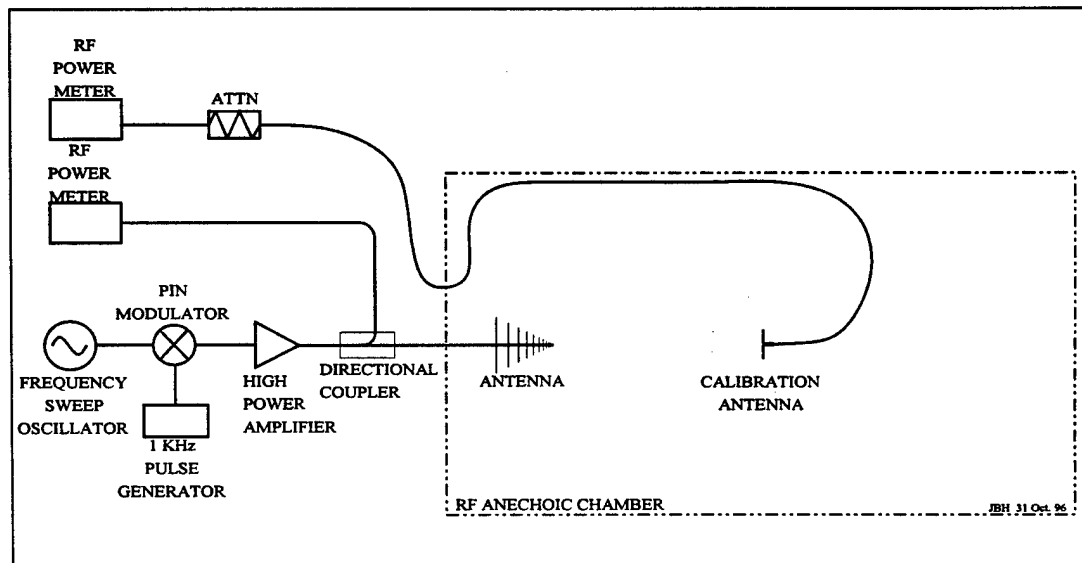 RF
POWER
METER
ATTN
RF
POWER
METER
PIN
MODULATOR
FREQUENCY
SWEEP
OSCILLATOR
1 KHz
PULSE
GENERATOR
HIGH
POWER
AMPLIFIER
DIRECTIONAL
COUPLER
ANTENNA
CALIBRATION
ANTENNA
RF ANECHOIC CHAMBER
JBH 31 Oct. 96